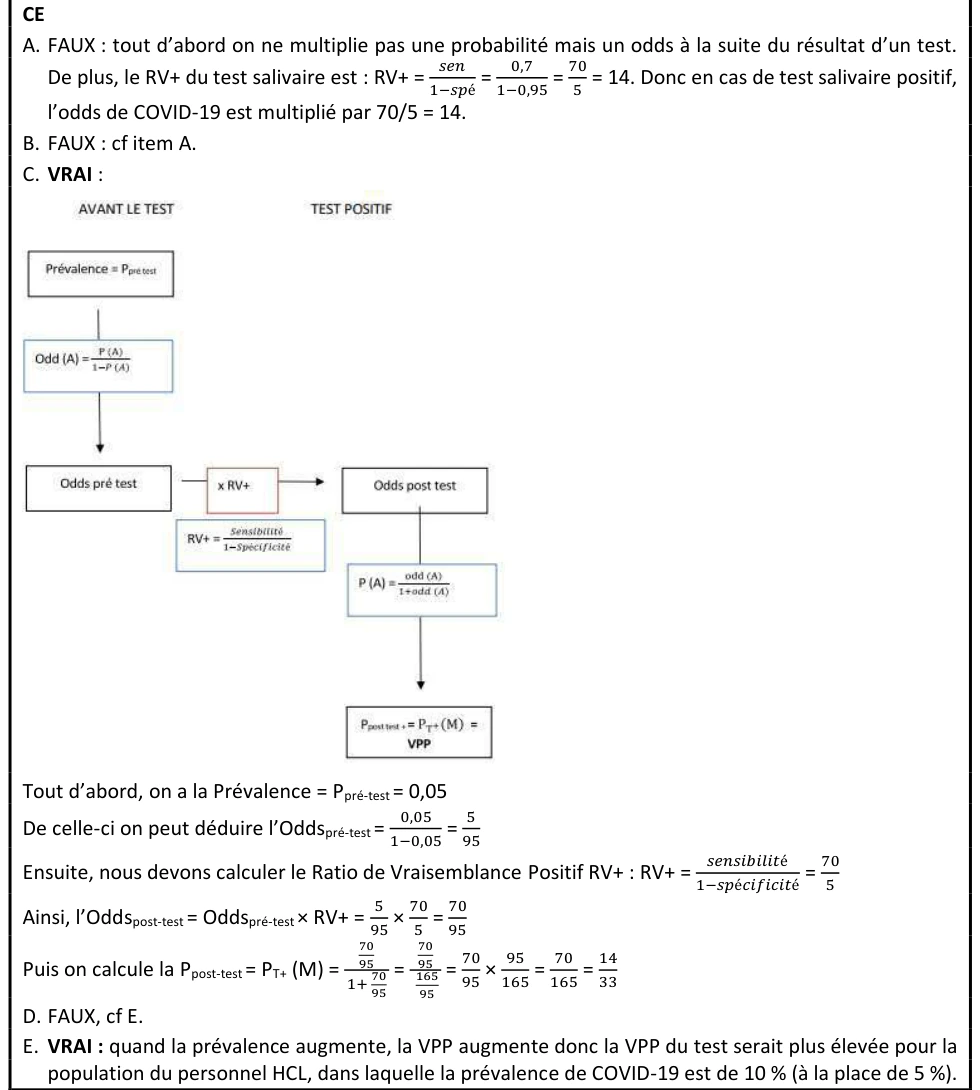 CE
A. FAUX : tout d’abord on ne multiplie pas une probabilité mais un odds à la suite du résultat d’un test.
De plus, le RV+ du test salivaire est : RV+ = sen/(1−spé) = 0,7/(1−0,95) = 70/5 = 14. Donc en cas de test salivaire positif,
l’odds de COVID-19 est multiplié par 70/5 = 14.
B. FAUX : cf item A.
C. VRAI :
AVANT LE TEST TEST POSITIF
Prévalence = Ppré test
Odd (A) = P (A)/(1−P (A))
Odds pré test x RV+ Odds post test
RV+ = Sensibilité/(1−Spécificité)
P (A) = odd (A)/(1+odd (A))
Ppost test + = PT+(M) =
VPP
Tout d’abord, on a la Prévalence = Ppré-test = 0,05
De celle-ci on peut déduire l’Oddspré-test = 0,05/(1−0,05) = 5/95
Ensuite, nous devons calculer le Ratio de Vraisemblance Positif RV+ : RV+ = sensibilité/(1−spécificité) = 70/5
Ainsi, l’Oddspost-test = Oddspré-test × RV+ = 5/95 × 70/5 = 70/95
Puis on calcule la Ppost-test = PT+ (M) = (70/95)/(1+70/95) = (70/95)/(165/95) = 70/95 × 95/165 = 70/165 = 14/33
D. FAUX, cf E.
E. VRAI : quand la prévalence augmente, la VPP augmente donc la VPP du test serait plus élevée pour la
population du personnel HCL, dans laquelle la prévalence de COVID-19 est de 10 % (à la place de 5 %).